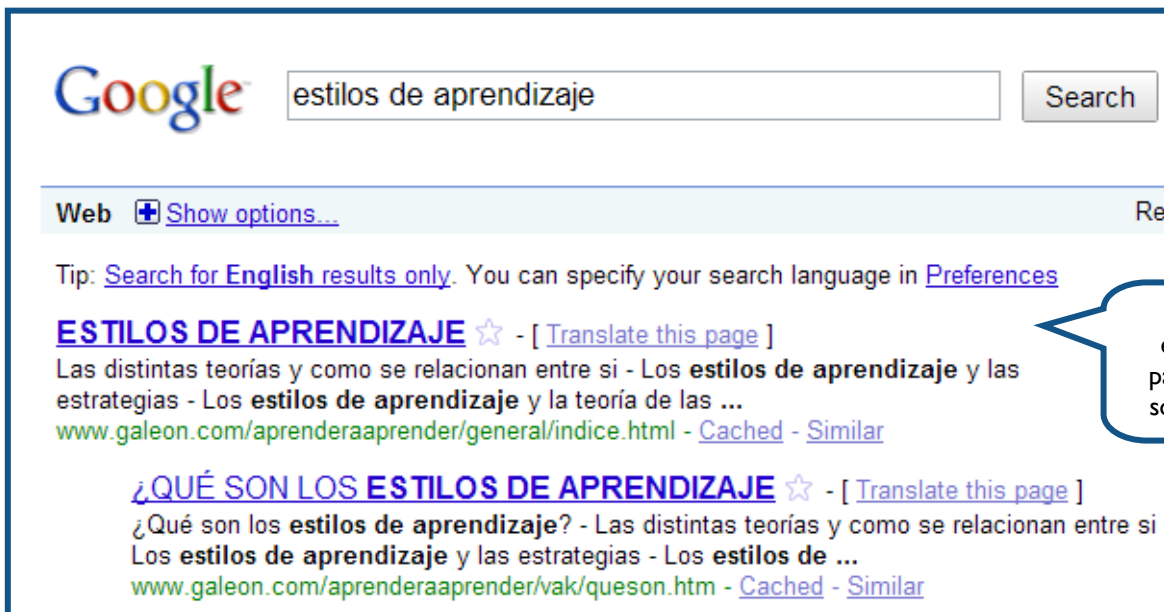 Google
estilos de aprendizaje
Search
Web Show options...
Tip: Search for English results only. You can specify your search language in Preferences
ESTILOS DE APRENDIZAJE - [ Translate this page ]
Las distintas teorías y como se relacionan entre si - Los estilos de aprendizaje y las
estrategias - Los estilos de aprendizaje y la teoría de las ...
www.galeon.com/aprenderaaprender/general/indice.html - Cached - Similar
¿QUÉ SON LOS ESTILOS DE APRENDIZAJE - [ Translate this page ]
¿Qué son los estilos de aprendizaje? - Las distintas teorías y como se relacionan entre si
Los estilos de aprendizaje y las estrategias - Los estilos de ...
www.galeon.com/aprenderaaprender/vak/queson.htm - Cached - Similar